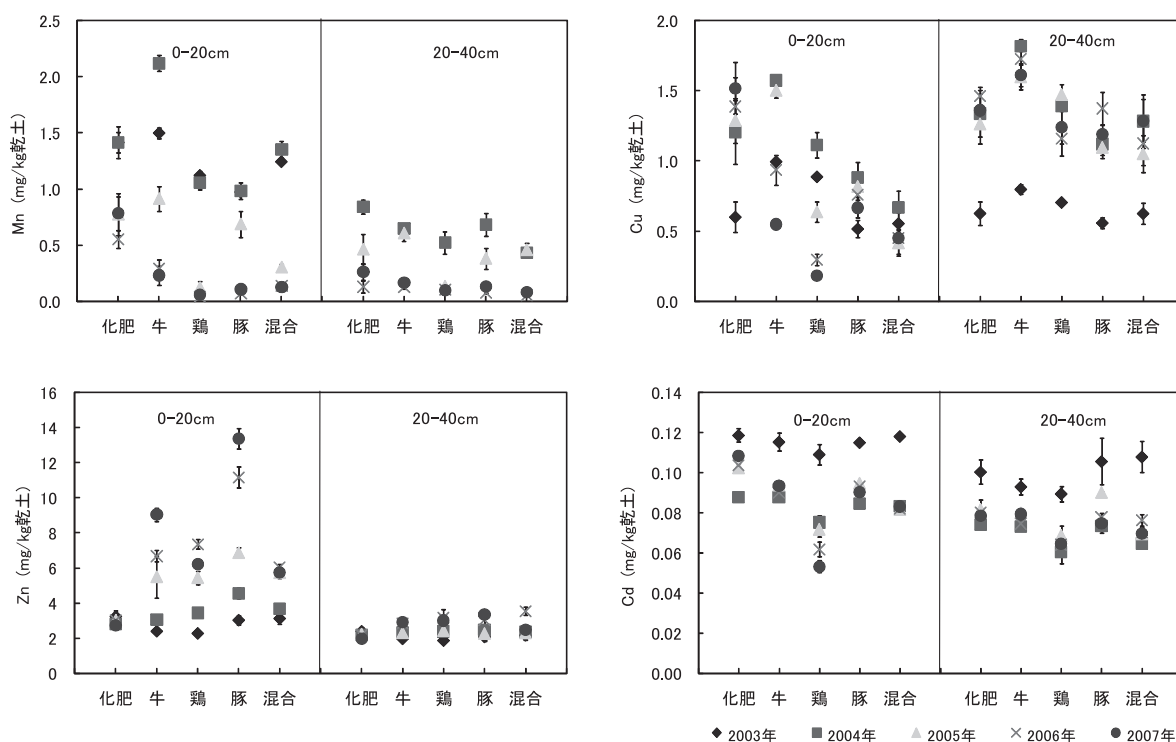 2.5
2.0
1.5
1.0
0.5
0.0
Mn (mg/kg乾土)
0-20cm
20-40cm
化肥 牛 鶏 豚 混合 化肥 牛 鶏 豚 混合
2.0
1.5
1.0
0.5
0.0
Cu (mg/kg乾土)
0-20cm
20-40cm
化肥 牛 鶏 豚 混合 化肥 牛 鶏 豚 混合
16
14
12
10
8
6
4
2
0
Zn (mg/kg乾土)
0-20cm
20-40cm
化肥 牛 鶏 豚 混合 化肥 牛 鶏 豚 混合
0.14
0.12
0.10
0.08
0.06
0.04
0.02
0.00
Cd (mg/kg乾土)
0-20cm
20-40cm
化肥 牛 鶏 豚 混合 化肥 牛 鶏 豚 混合
2003年 2004年 2005年 2006年 2007年